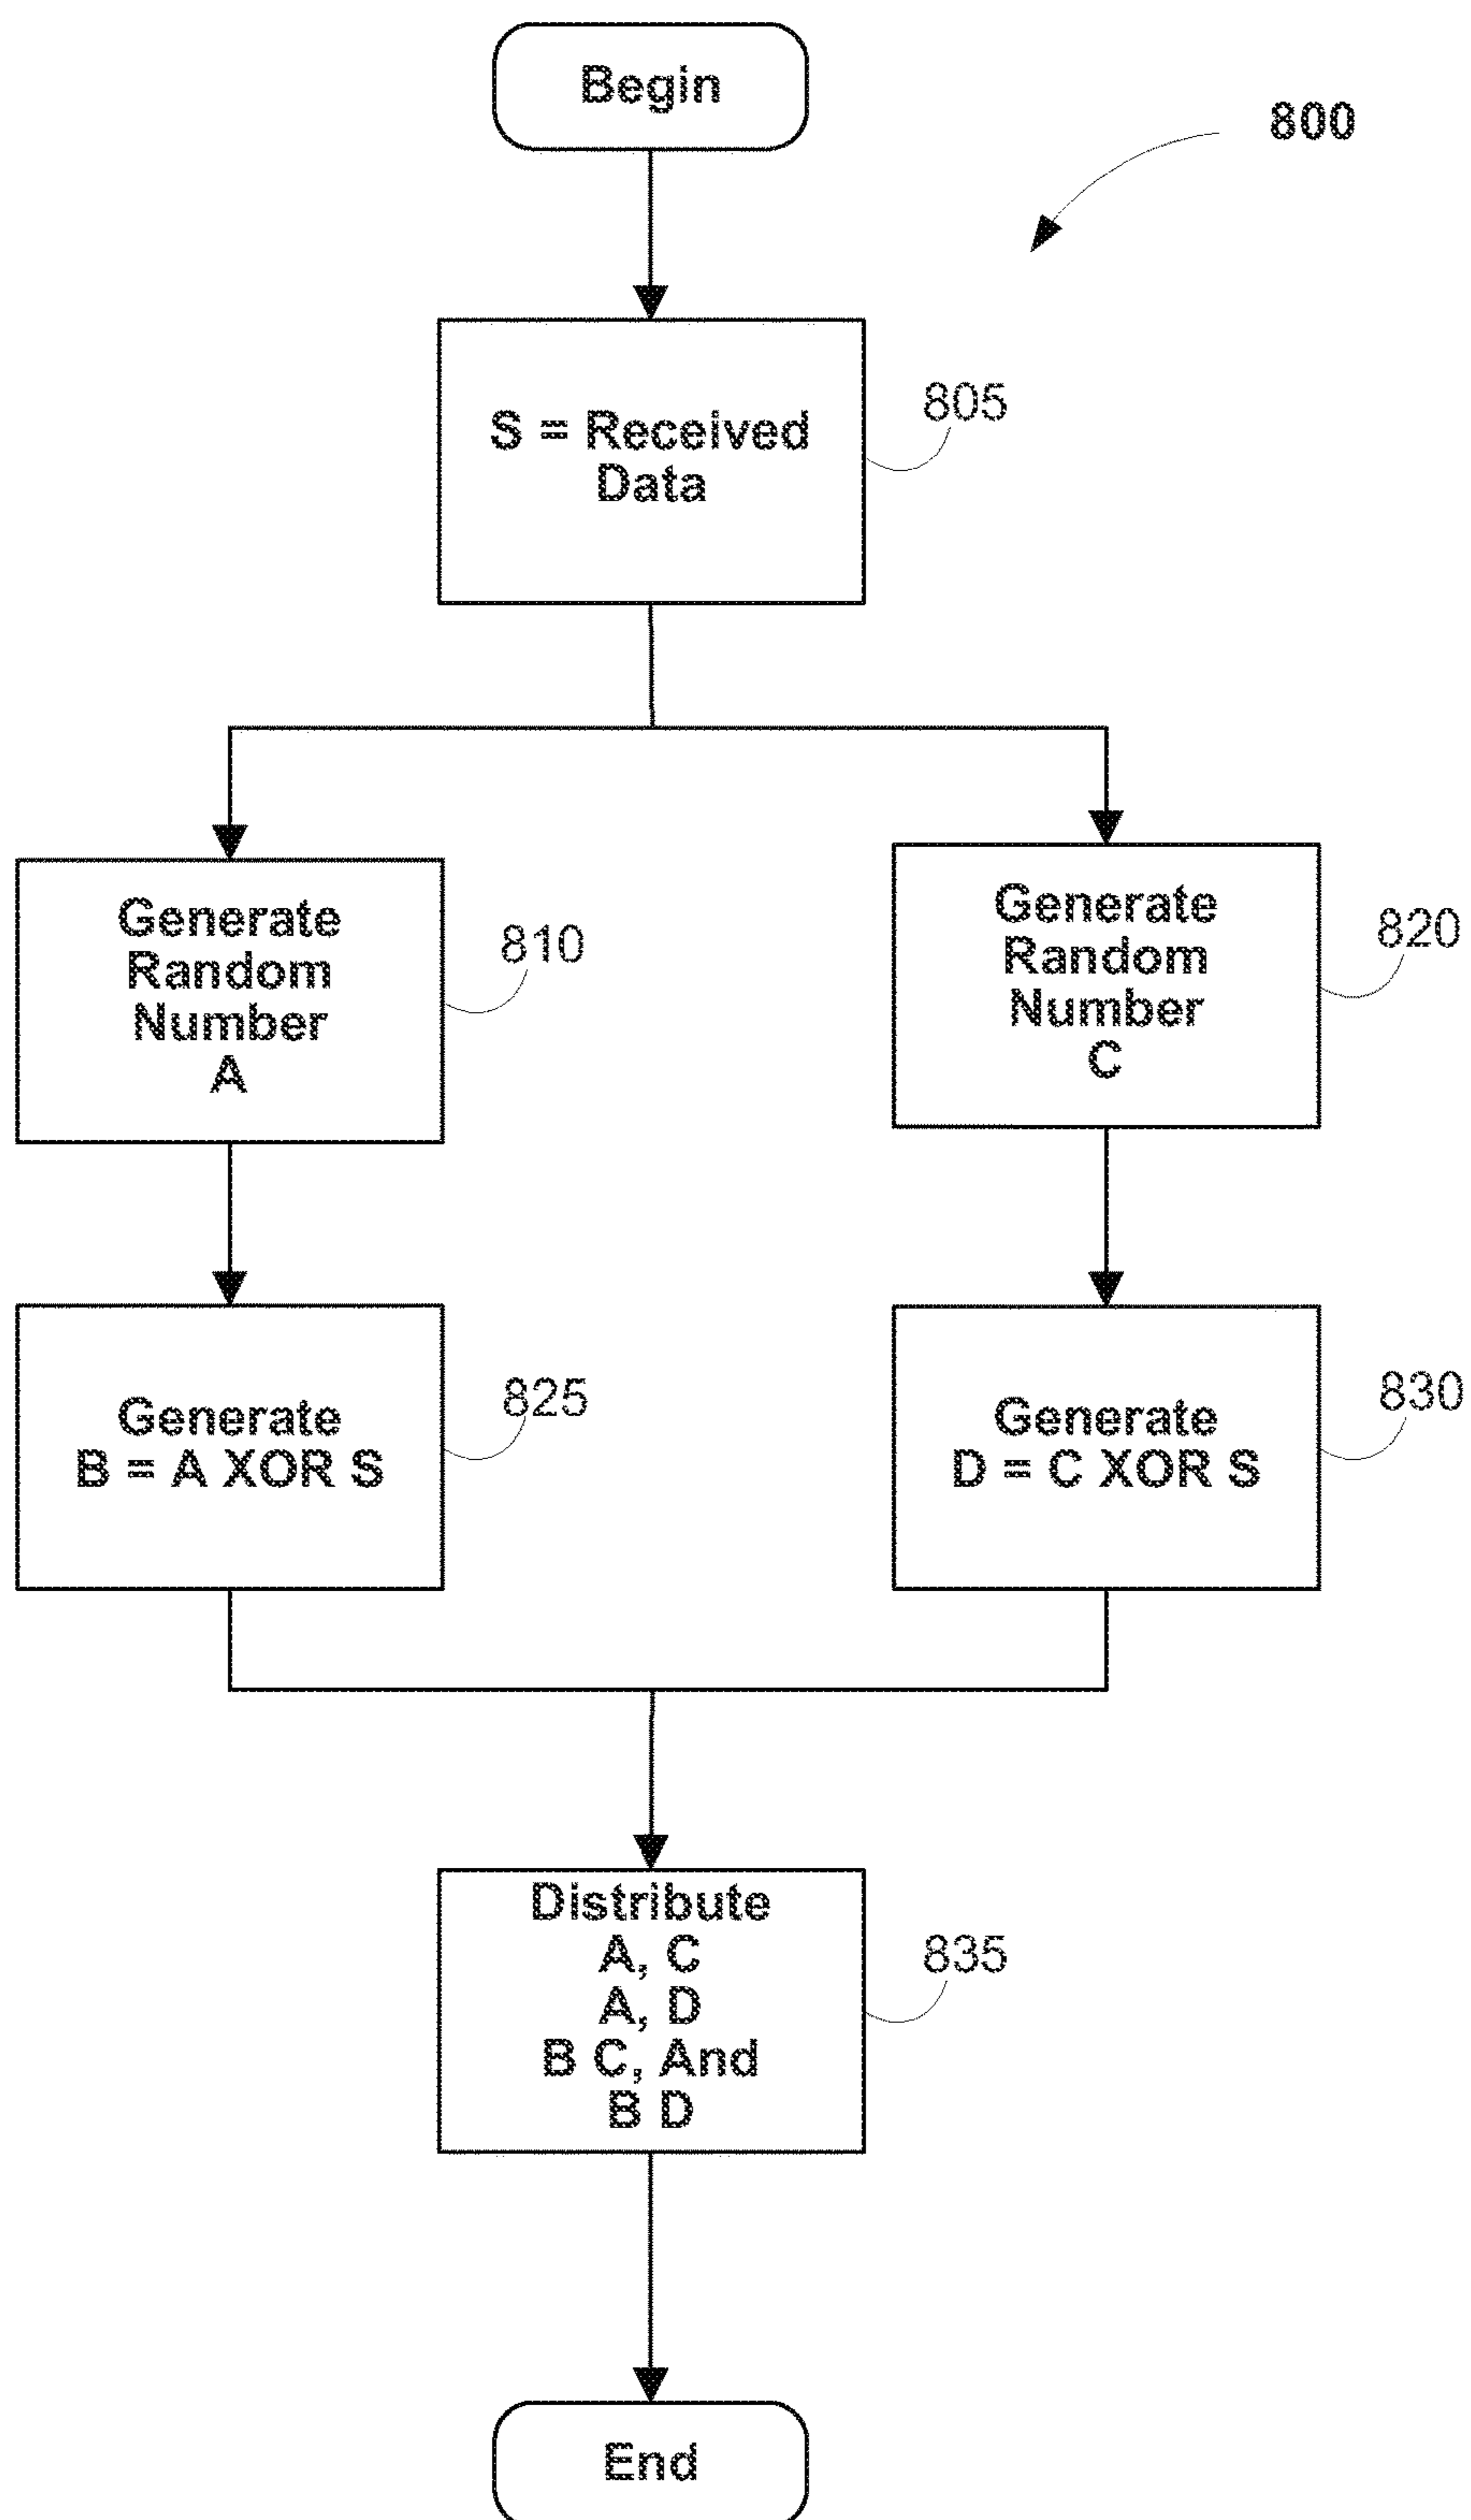 Begin
800
S = Received
Data
805
Generate
Random
Number
A
810
Generate
Random
Number
C
820
Generate
B = A XOR S
825
Generate
D = C XOR S
830
Distribute
A, C
A, D
B C, And
B D
835
End